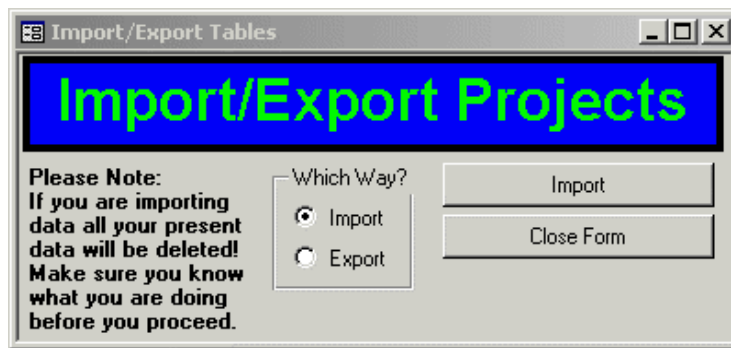 Import/Export Tables
Import/Export Projects
Please Note:
If you are importing
data all your present
data will be deleted!
Make sure you know
what you are doing
before you proceed.
Which Way?
Import
Export
Import
Close Form